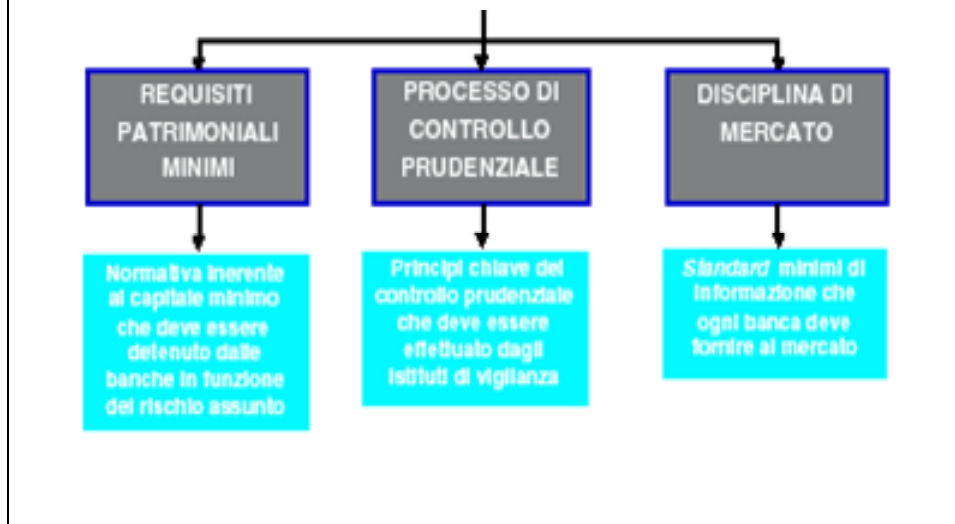 REQUISITI
PATRIMONIALI
MINIMI
PROCESSO DI
CONTROLLO
PRUDENZIALE
DISCIPLINA DI
MERCATO
Normativa inerente
al capitale minimo
che deve essere
detenuto dalle
banche in funzione
del rischio assunto
Principi chiave del
controllo prudenziale
che deve essere
effettuato dagli
istituti di vigilanza
Standard minimi di
informazione che
ogni banca deve
fornire al mercato